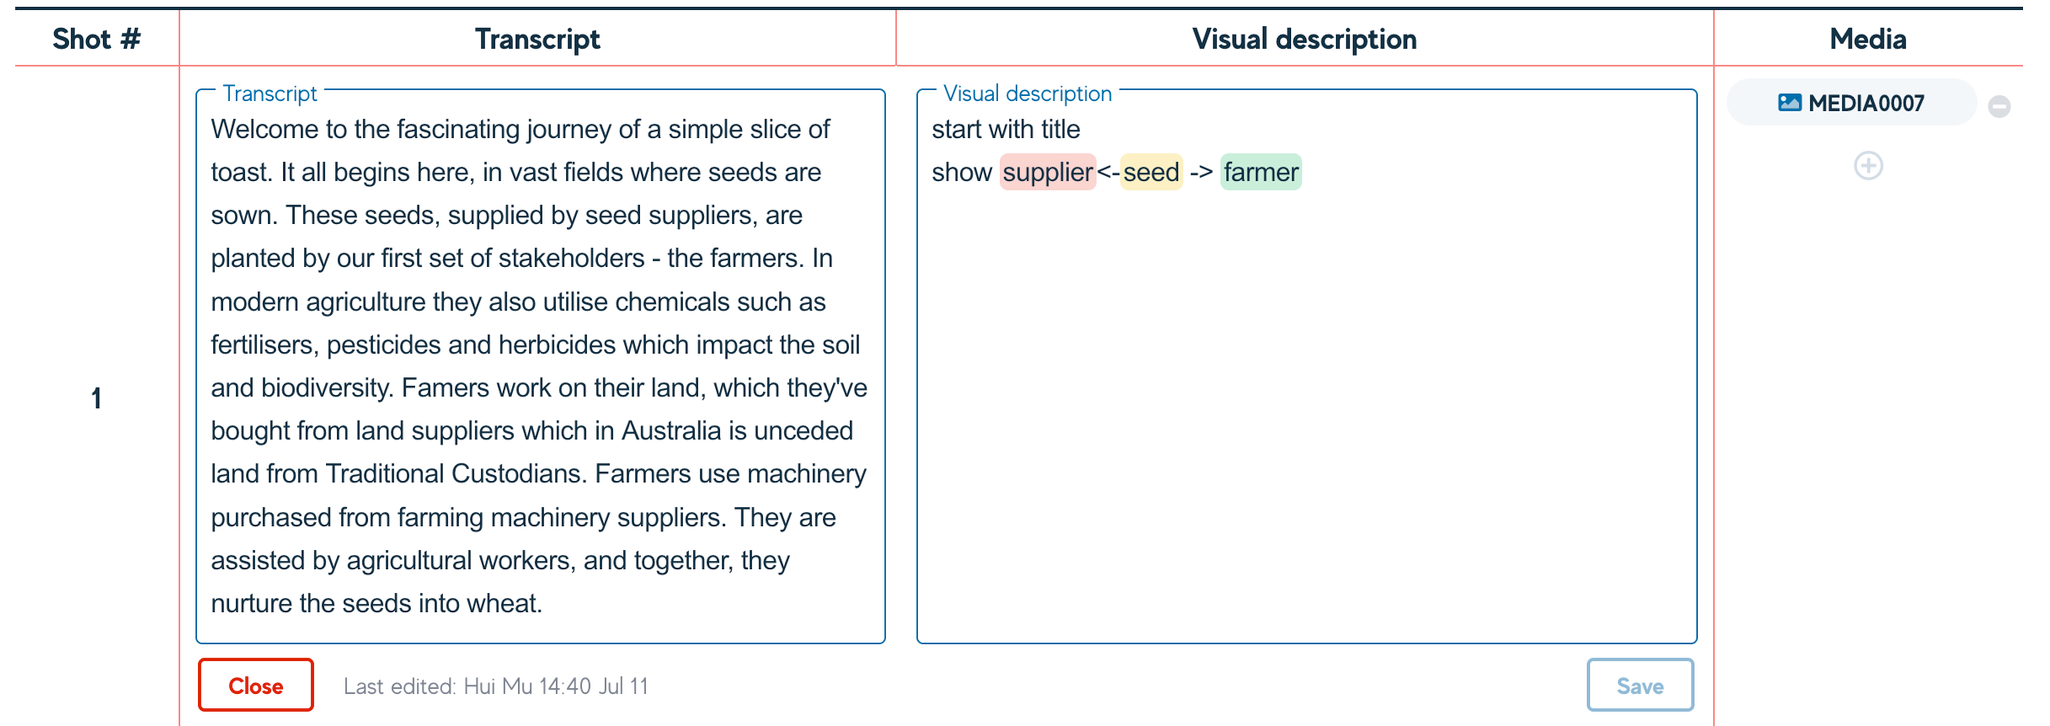 Shot #
Transcript
Visual description
Media
1
Transcript
Welcome to the fascinating journey of a simple slice of
toast. It all begins here, in vast fields where seeds are
sown. These seeds, supplied by seed suppliers, are
planted by our first set of stakeholders - the farmers. In
modern agriculture they also utilise chemicals such as
fertilisers, pesticides and herbicides which impact the soil
and biodiversity. Famers work on their land, which they've
bought from land suppliers which in Australia is unceded
land from Traditional Custodians. Farmers use machinery
purchased from farming machinery suppliers. They are
assisted by agricultural workers, and together, they
nurture the seeds into wheat.
Visual description
start with title
show supplier<-seed -> farmer
MEDIA0007
Close
Last edited: Hui Mu 14:40 Jul 11
Save